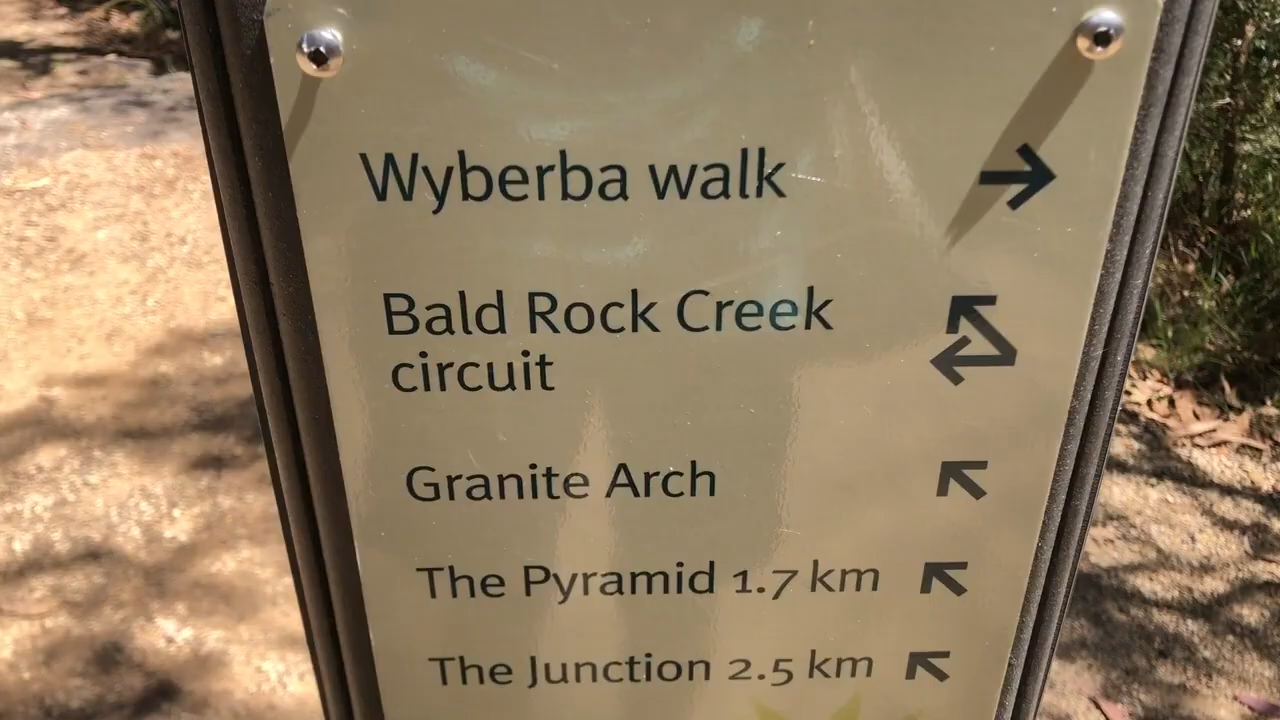 Wyberba walk
Bald Rock Creek
circuit
Granite Arch
The Pyramid 1.7 km
The Junction 2.5 km